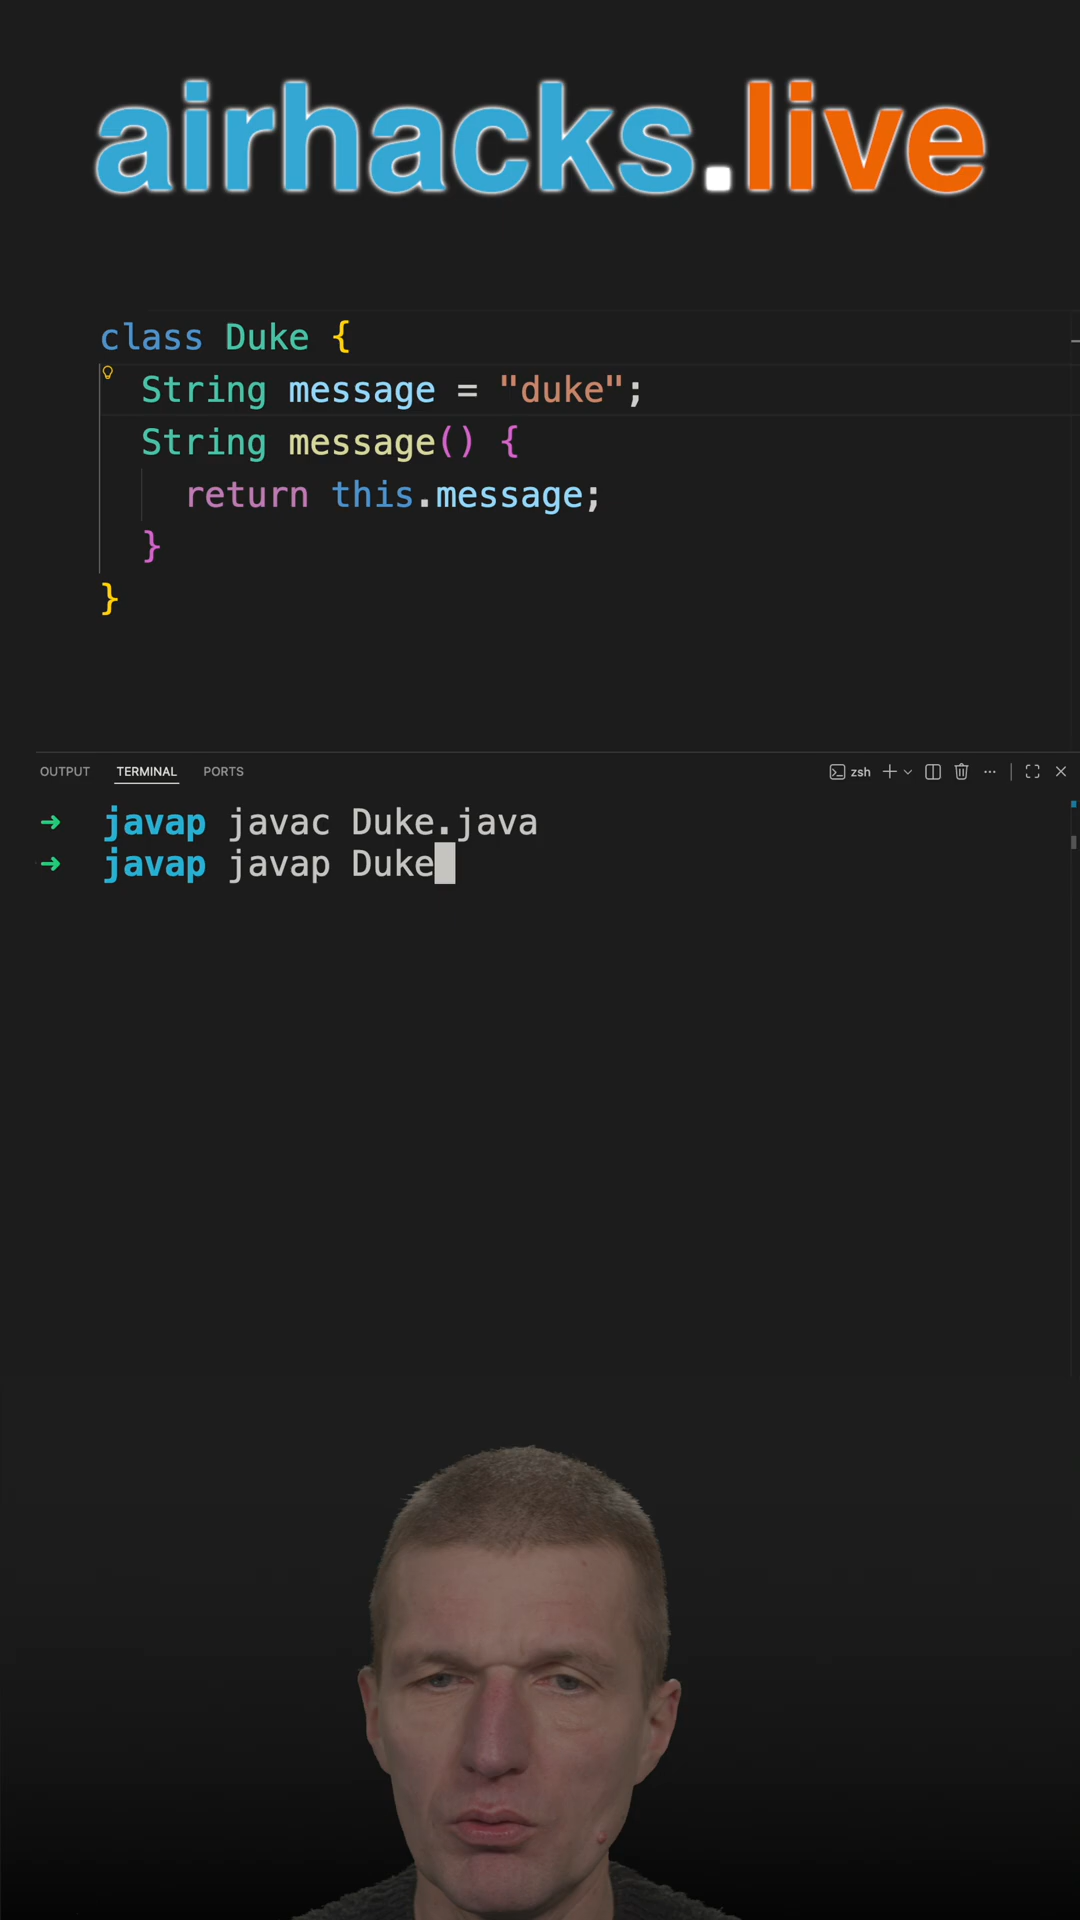 airhacks.live
class Duke {
String message = "duke";
String message() {
return this.message;
}
}
OUTPUT TERMINAL PORTS zsh
➜ javap javac Duke.java
➜ javap javap Duke